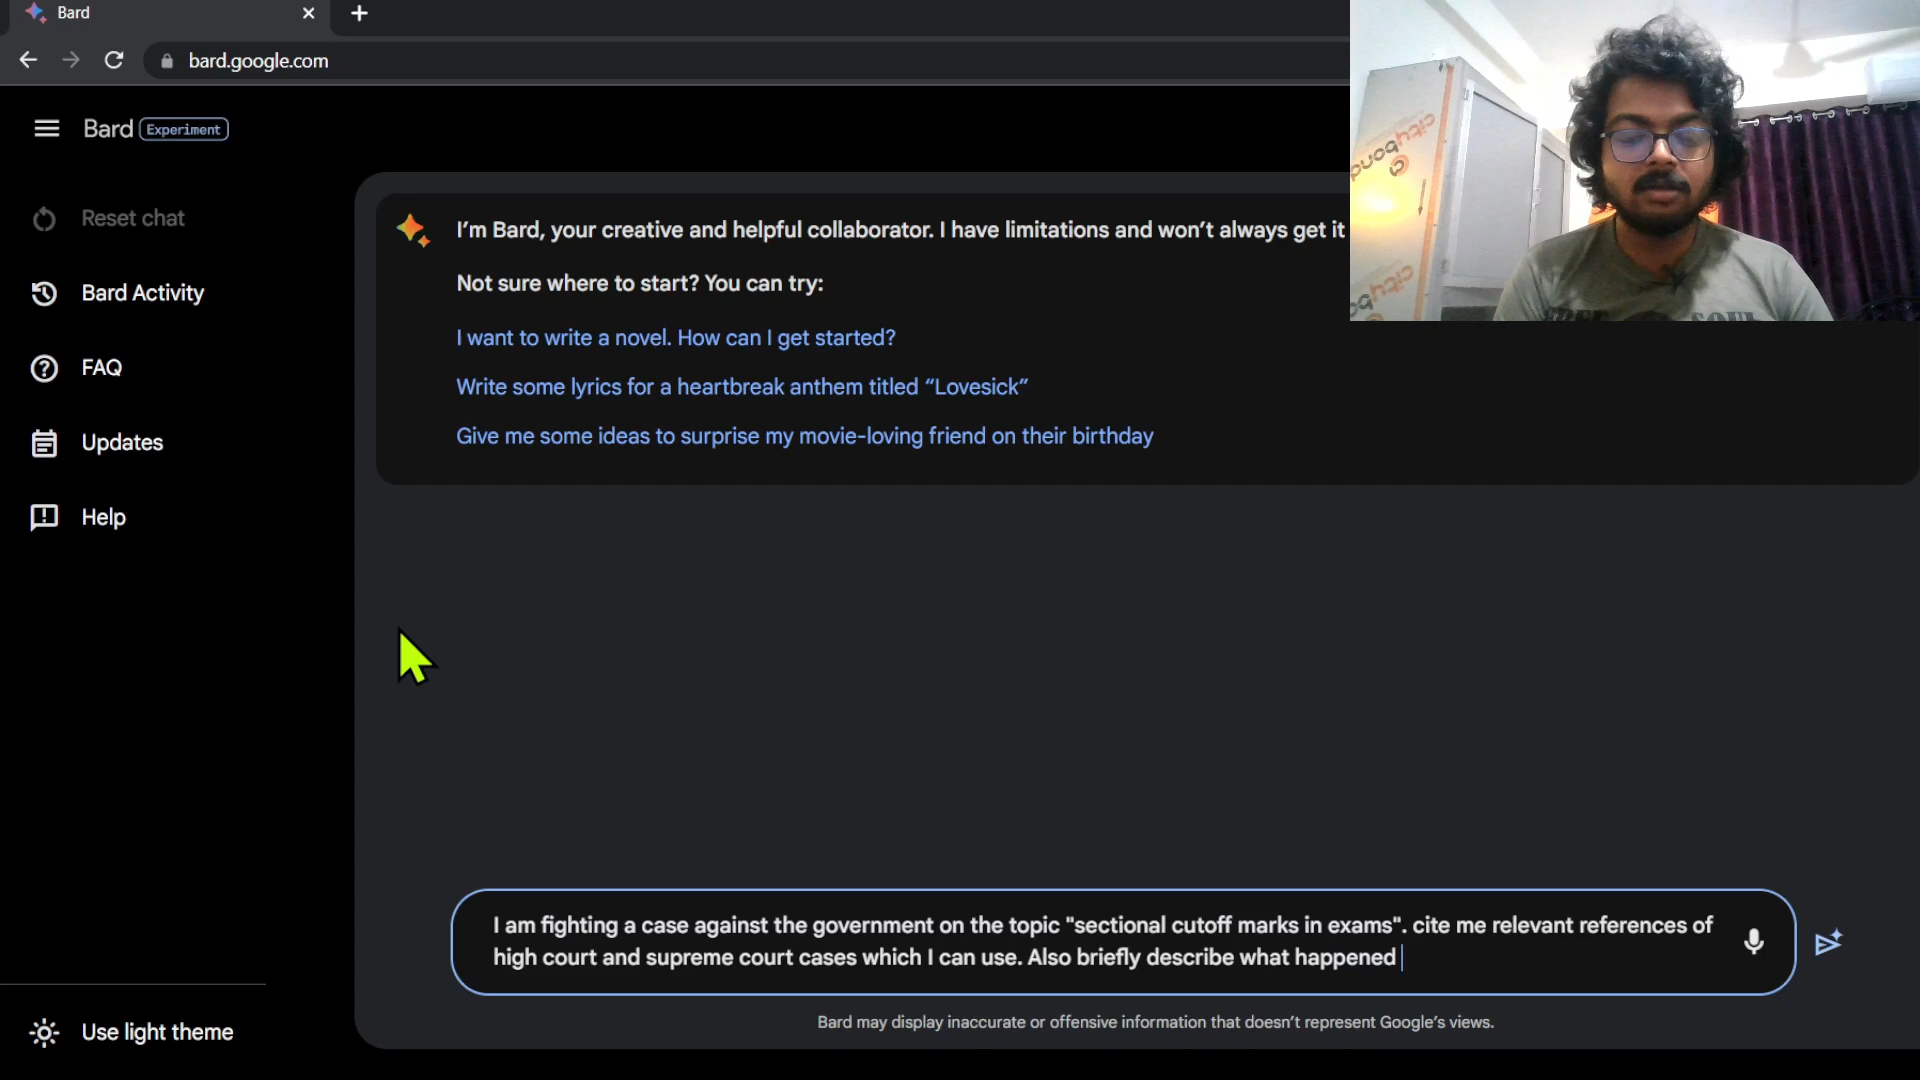 Bard
bard.google.com
Bard Experiment
Reset chat
Bard Activity
FAQ
Updates
Help
Use light theme
I'm Bard, your creative and helpful collaborator. I have limitations and won't always get it
Not sure where to start? You can try:
I want to write a novel. How can I get started?
Write some lyrics for a heartbreak anthem titled “Lovesick”
Give me some ideas to surprise my movie-loving friend on their birthday
I am fighting a case against the government on the topic "sectional cutoff marks in exams". cite me relevant references of
high court and supreme court cases which I can use. Also briefly describe what happened
Bard may display inaccurate or offensive information that doesn't represent Google's views.
citybond